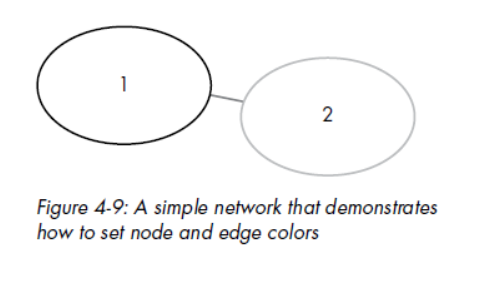 1
2
Figure 4-9: A simple network that demonstrates
how to set node and edge colors